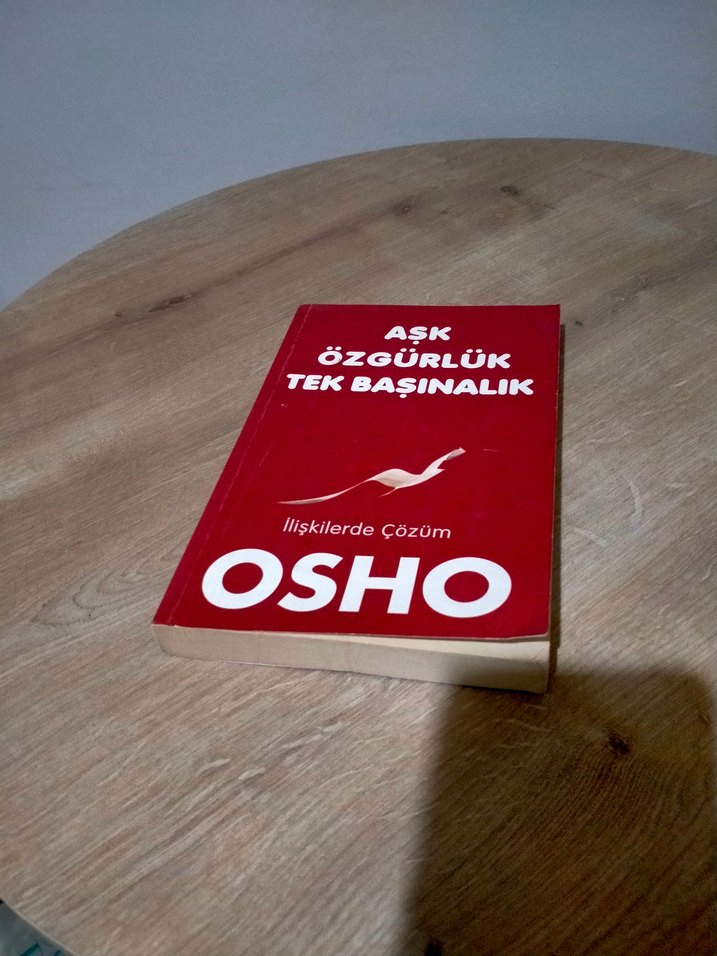 AŞK
ÖZGÜRLÜK
TEK BAŞINALIK
İlişkilerde Çözüm
OSHO